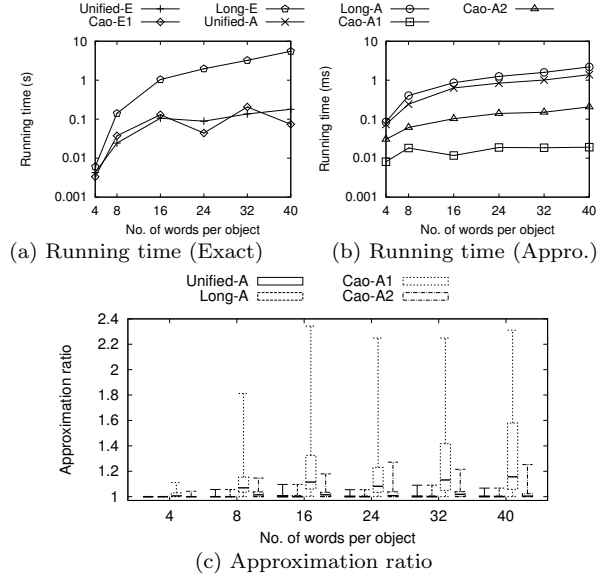 Unified-E Long-E
Cao-E1 Unified-A
Long-A Cao-A2
Cao-A1
Running time (s)
10
1
0.1
0.01
0.001
4 8 16 24 32 40
No. of words per object
(a) Running time (Exact)
Running time (ms)
10
1
0.1
0.01
0.001
4 8 16 24 32 40
No. of words per object
(b) Running time (Appro.)
Unified-A Cao-A1
Long-A Cao-A2
Approximation ratio
2.4
2.2
2
1.8
1.6
1.4
1.2
1
4 8 16 24 32 40
No. of words per object
(c) Approximation ratio